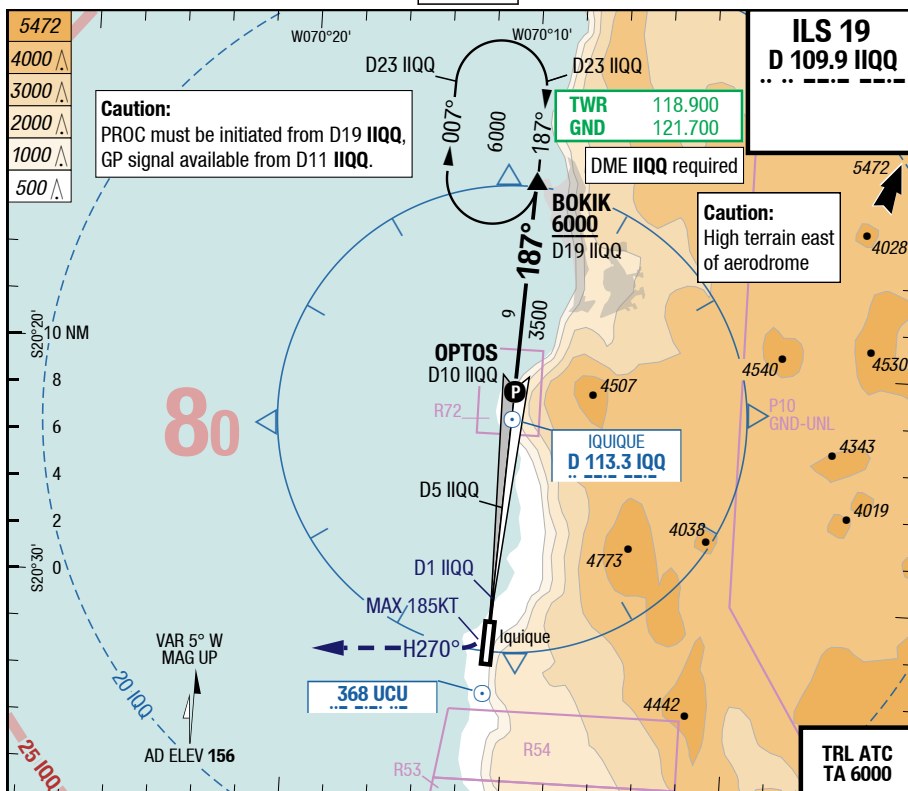 5472
4000
3000
2000
1000
500
W070°20'
W070°10'
ILS 19
D 109.9 IIQQ
D23 IIQQ
D23 IIQQ
Caution:
PROC must be initiated from D19 IIQQ,
GP signal available from D11 IIQQ.
007°
6000
187°
TWR 118.900
GND 121.700
DME IIQQ required
5472
BOKIK
6000
D19 IIQQ
Caution:
High terrain east
of aerodrome
4028
187°
9
3500
S20°20'
10 NM
8
6
4
2
0
S20°30'
OPTOS
D10 IIQQ
P
R72
80
4507
4540
4530
P10
GND-UNL
IQUIQUE
D 113.3 IQQ
4343
4019
4038
4773
D5 IIQQ
D1 IIQQ
MAX 185KT
H270°
Iquique
368 UCU
VAR 5° W
MAG UP
20 IQQ
25 IQQ
AD ELEV 156
4442
R54
R53
TRL ATC
TA 6000